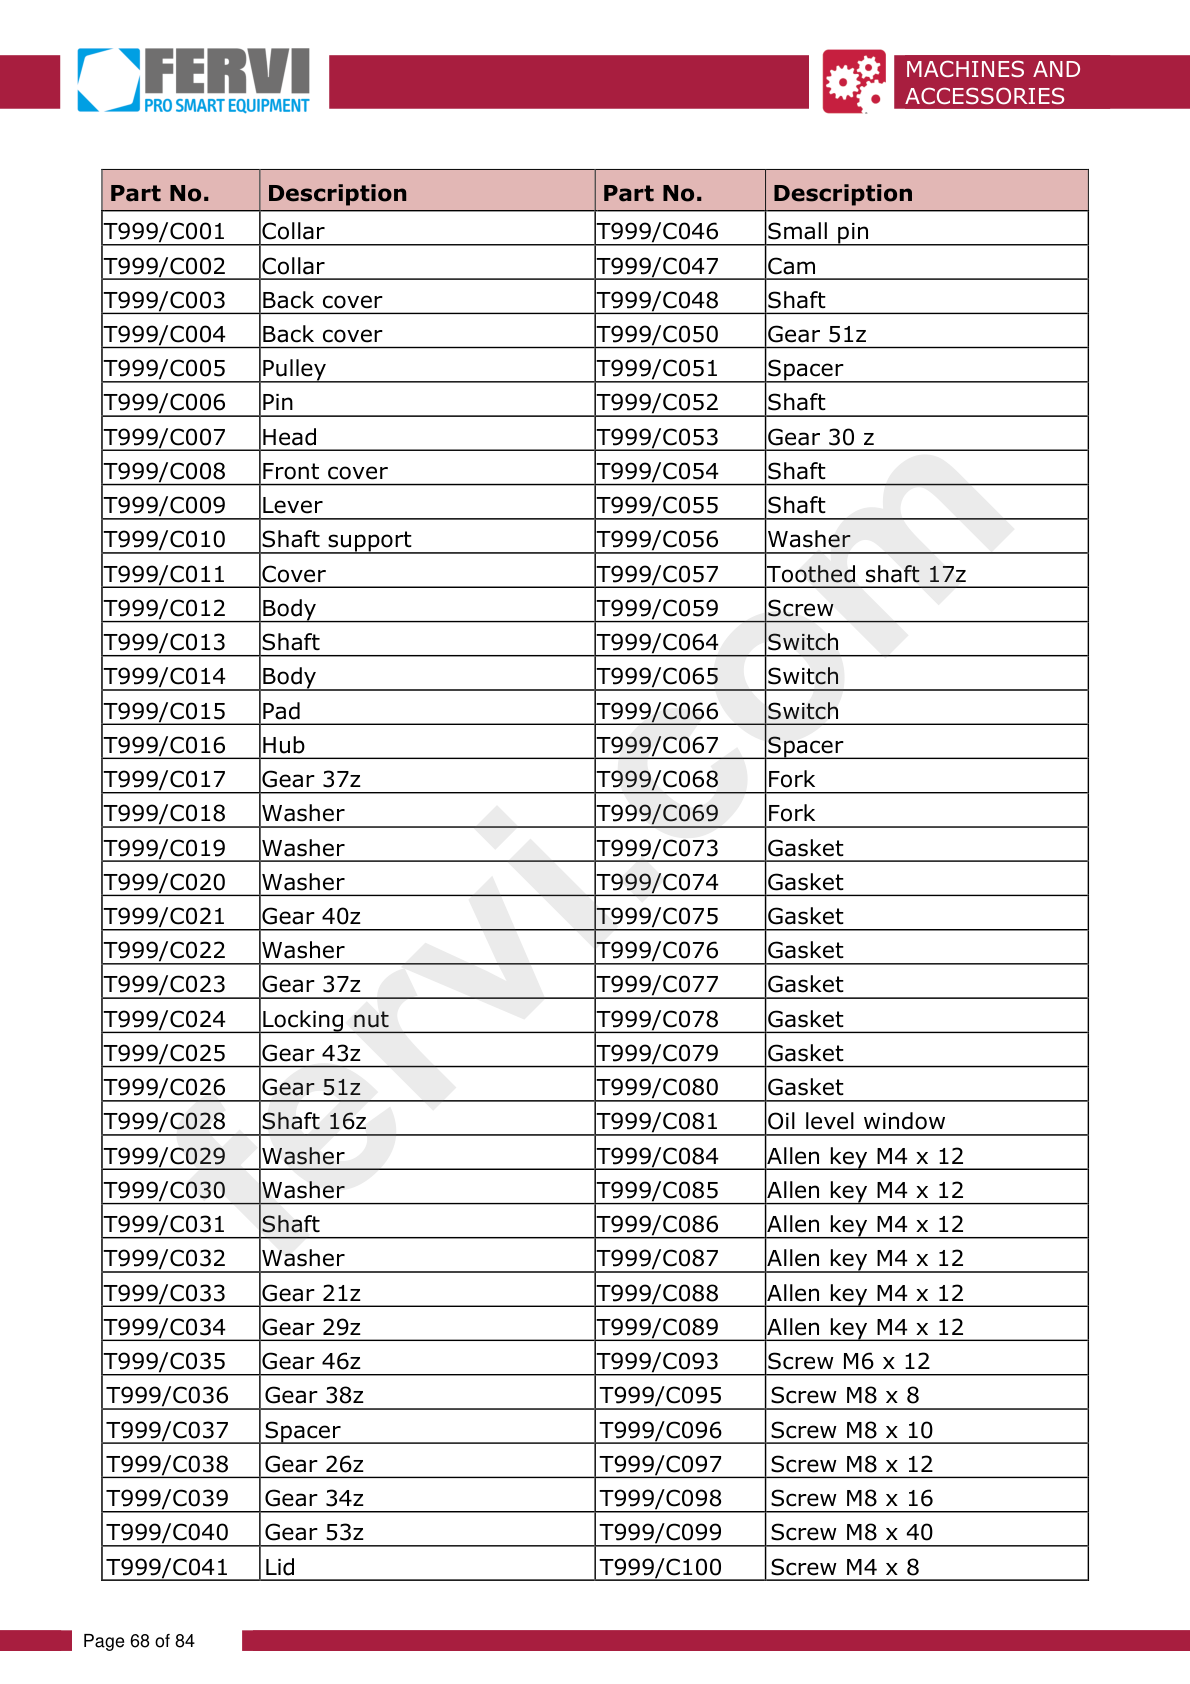 FERVI
PRO SMART EQUIPMENT
MACHINES AND
ACCESSORIES
Part No. Description Part No. Description
T999/C001 Collar T999/C046 Small pin
T999/C002 Collar T999/C047 Cam
T999/C003 Back cover T999/C048 Shaft
T999/C004 Back cover T999/C050 Gear 51z
T999/C005 Pulley T999/C051 Spacer
T999/C006 Pin T999/C052 Shaft
T999/C007 Head T999/C053 Gear 30 z
T999/C008 Front cover T999/C054 Shaft
T999/C009 Lever T999/C055 Shaft
T999/C010 Shaft support T999/C056 Washer
T999/C011 Cover T999/C057 Toothed shaft 17z
T999/C012 Body T999/C059 Screw
T999/C013 Shaft T999/C064 Switch
T999/C014 Body T999/C065 Switch
T999/C015 Pad T999/C066 Switch
T999/C016 Hub T999/C067 Spacer
T999/C017 Gear 37z T999/C068 Fork
T999/C018 Washer T999/C069 Fork
T999/C019 Washer T999/C073 Gasket
T999/C020 Washer T999/C074 Gasket
T999/C021 Gear 40z T999/C075 Gasket
T999/C022 Washer T999/C076 Gasket
T999/C023 Gear 37z T999/C077 Gasket
T999/C024 Locking nut T999/C078 Gasket
T999/C025 Gear 43z T999/C079 Gasket
T999/C026 Gear 51z T999/C080 Gasket
T999/C028 Shaft 16z T999/C081 Oil level window
T999/C029 Washer T999/C084 Allen key M4 x 12
T999/C030 Washer T999/C085 Allen key M4 x 12
T999/C031 Shaft T999/C086 Allen key M4 x 12
T999/C032 Washer T999/C087 Allen key M4 x 12
T999/C033 Gear 21z T999/C088 Allen key M4 x 12
T999/C034 Gear 29z T999/C089 Allen key M4 x 12
T999/C035 Gear 46z T999/C093 Screw M6 x 12
T999/C036 Gear 38z T999/C095 Screw M8 x 8
T999/C037 Spacer T999/C096 Screw M8 x 10
T999/C038 Gear 26z T999/C097 Screw M8 x 12
T999/C039 Gear 34z T999/C098 Screw M8 x 16
T999/C040 Gear 53z T999/C099 Screw M8 x 40
T999/C041 Lid T999/C100 Screw M4 x 8
fervi.com
Page 68 of 84